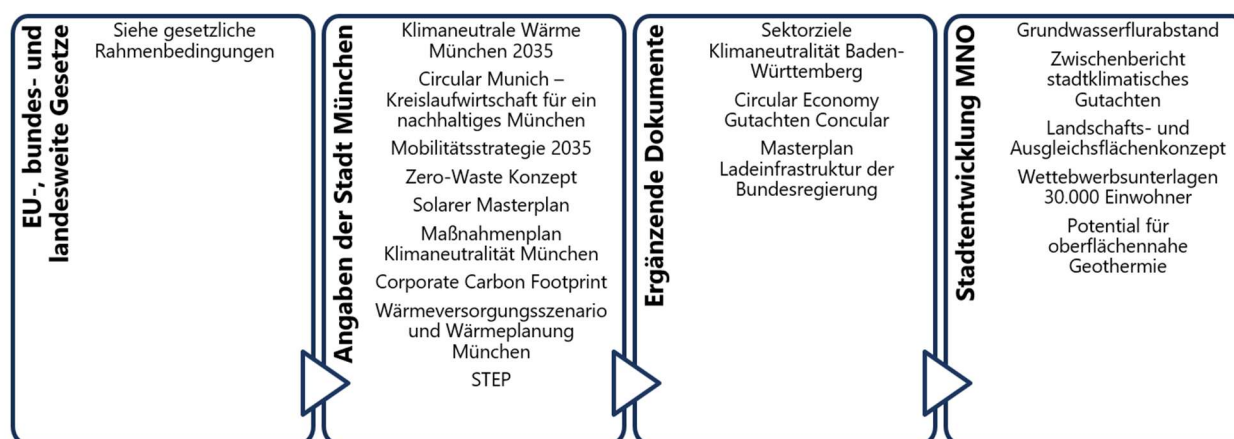 EU-, bundes- und
landesweite Gesetze
Siehe gesetzliche
Rahmenbedingungen
Angaben der Stadt München
Klimaneutrale Wärme
München 2035
Circular Munich –
Kreislaufwirtschaft für ein
nachhaltiges München
Mobilitätsstrategie 2035
Zero-Waste Konzept
Solarer Masterplan
Maßnahmenplan
Klimaneutralität München
Corporate Carbon Footprint
Wärmeversorgungsszenario
und Wärmeplanung
München
STEP
Ergänzende Dokumente
Sektorziele
Klimaneutralität Baden-
Württemberg
Circular Economy
Gutachten Concular
Masterplan
Ladeinfrastruktur der
Bundesregierung
Stadtentwicklung MNO
Grundwasserflurabstand
Zwischenbericht
stadtklimatisches
Gutachten
Landschafts- und
Ausgleichsflächenkonzept
Wettebwerbsunterlagen
30.000 Einwohner
Potential für
oberflächennahe
Geothermie